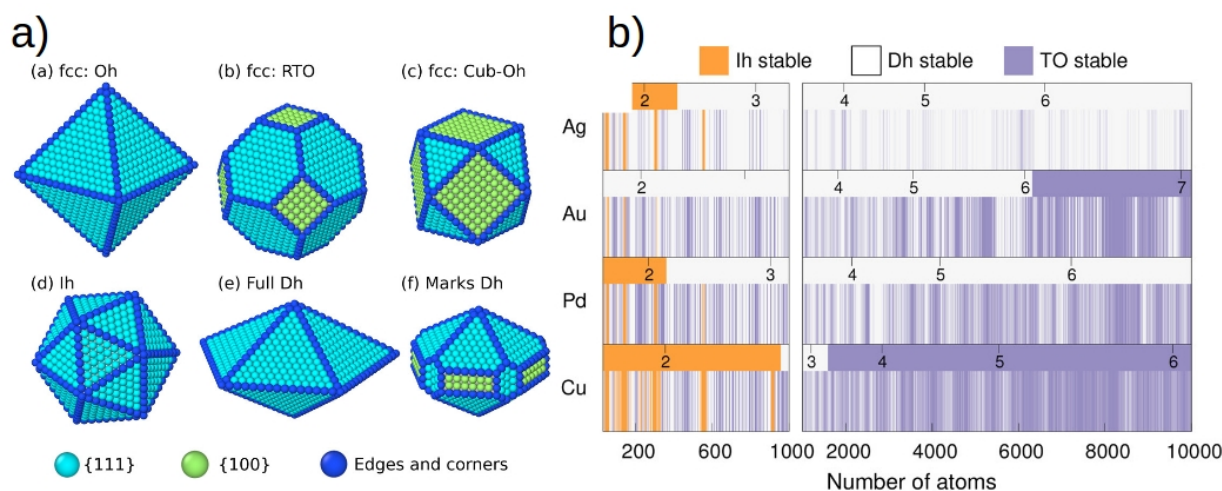 a)
(a) fcc: Oh
(b) fcc: RTO
(c) fcc: Cub-Oh
(d) Ih
(e) Full Dh
(f) Marks Dh
{111}
{100}
Edges and corners
b)
Ih stable
Dh stable
TO stable
Ag
2
3
4
5
6
Au
2
4
5
6
7
Pd
2
3
4
5
6
Cu
2
3
4
5
6
200
600
1000
2000
4000
6000
8000
10000
Number of atoms